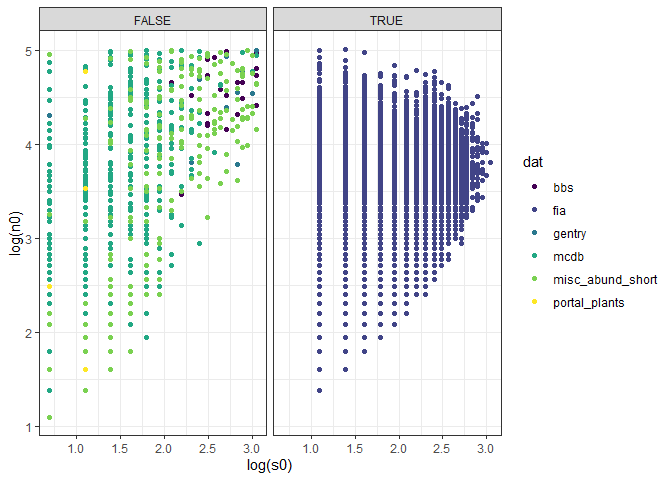 FALSE
TRUE
5
4
3
2
1
log(n0)
1.0
1.5
2.0
2.5
3.0
1.0
1.5
2.0
2.5
3.0
log(s0)
dat
bbs
fia
gentry
mcdb
misc_abund_short
portal_plants